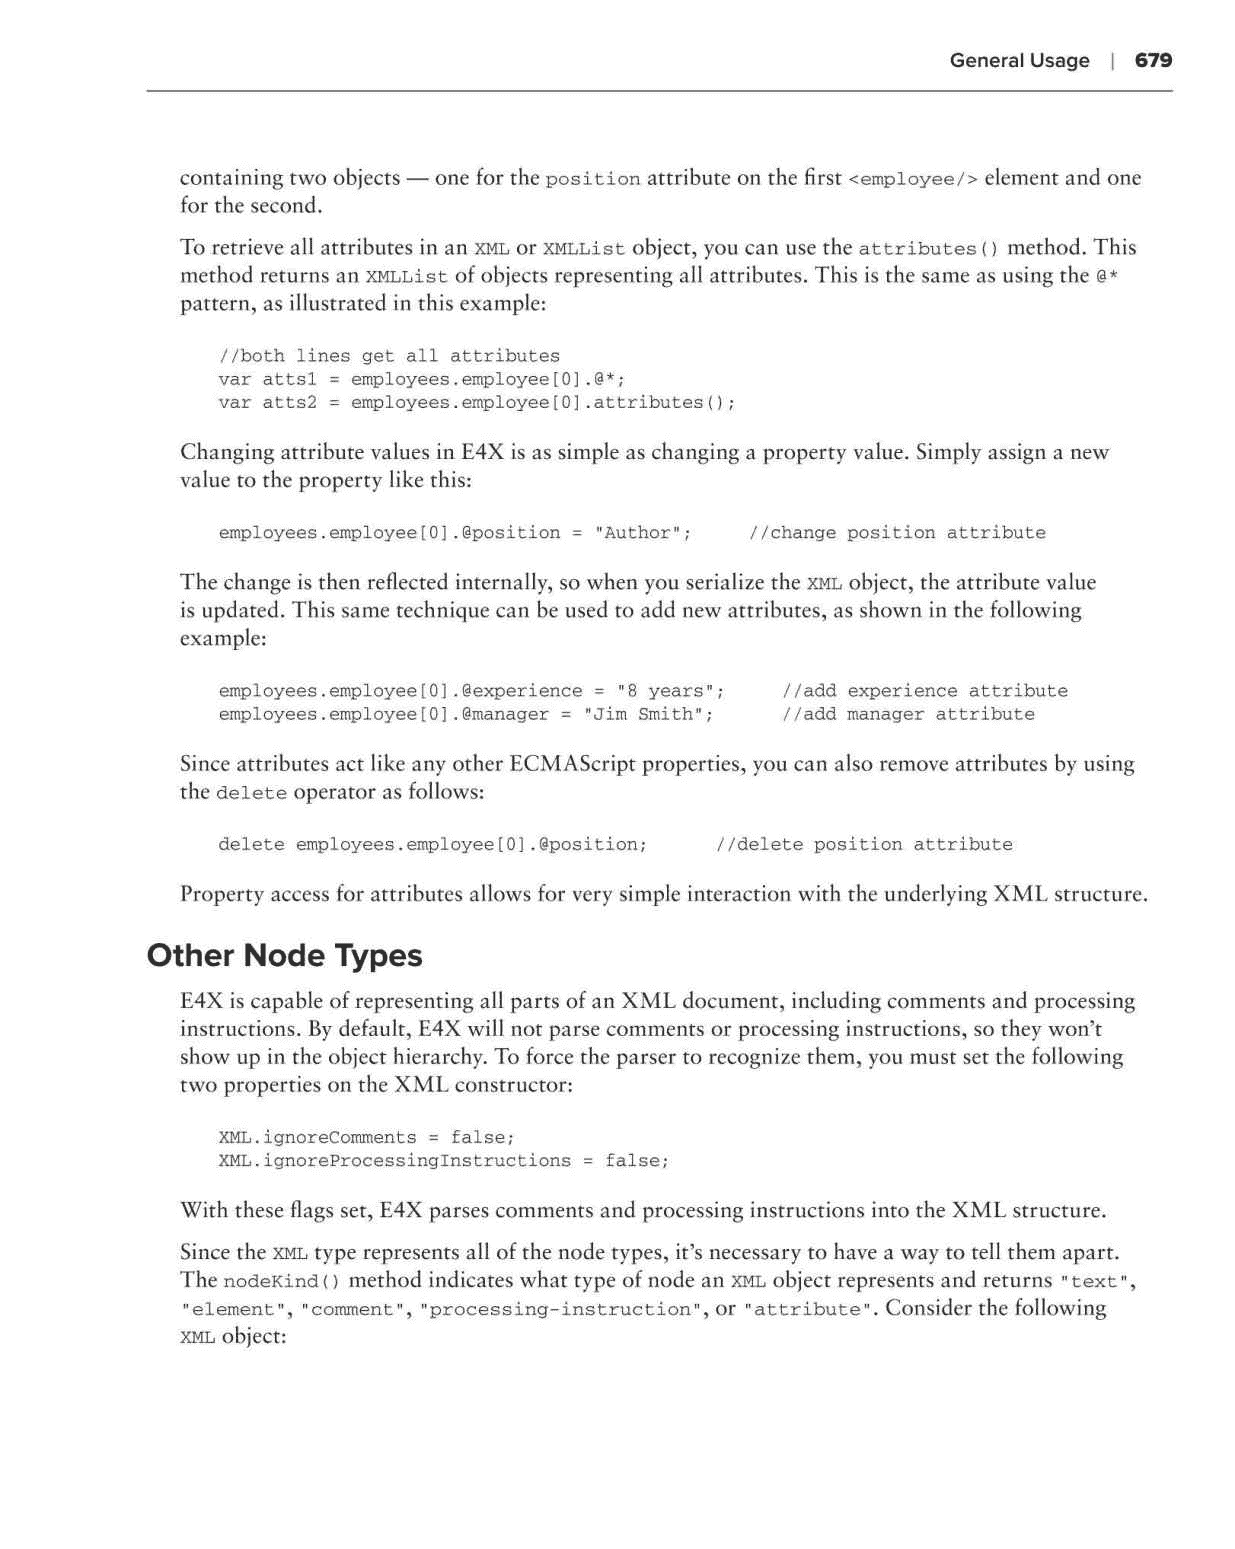 General Usage | 679
containing two objects — one for the position attribute on the first <employee/> element and one
for the second.
To retrieve all attributes in an XML or XMLList object, you can use the attributes() method. This
method returns an XMLList of objects representing all attributes. This is the same as using the @*
pattern, as illustrated in this example:
//both lines get all attributes
var atts1 = employees.employee[0].@*;
var atts2 = employees.employee[0].attributes();
Changing attribute values in E4X is as simple as changing a property value. Simply assign a new
value to the property like this:
employees.employee[0].@position = "Author"; //change position attribute
The change is then reflected internally, so when you serialize the XML object, the attribute value
is updated. This same technique can be used to add new attributes, as shown in the following
example:
employees.employee[0].@experience = "8 years"; //add experience attribute
employees.employee[0].@manager = "Jim Smith"; //add manager attribute
Since attributes act like any other ECMAScript properties, you can also remove attributes by using
the delete operator as follows:
delete employees.employee[0].@position; //delete position attribute
Property access for attributes allows for very simple interaction with the underlying XML structure.
Other Node Types
E4X is capable of representing all parts of an XML document, including comments and processing
instructions. By default, E4X will not parse comments or processing instructions, so they won’t
show up in the object hierarchy. To force the parser to recognize them, you must set the following
two properties on the XML constructor:
XML.ignoreComments = false;
XML.ignoreProcessingInstructions = false;
With these flags set, E4X parses comments and processing instructions into the XML structure.
Since the XML type represents all of the node types, it’s necessary to have a way to tell them apart.
The nodeKind() method indicates what type of node an XML object represents and returns "text",
"element", "comment", "processing-instruction", or "attribute". Consider the following
XML object: